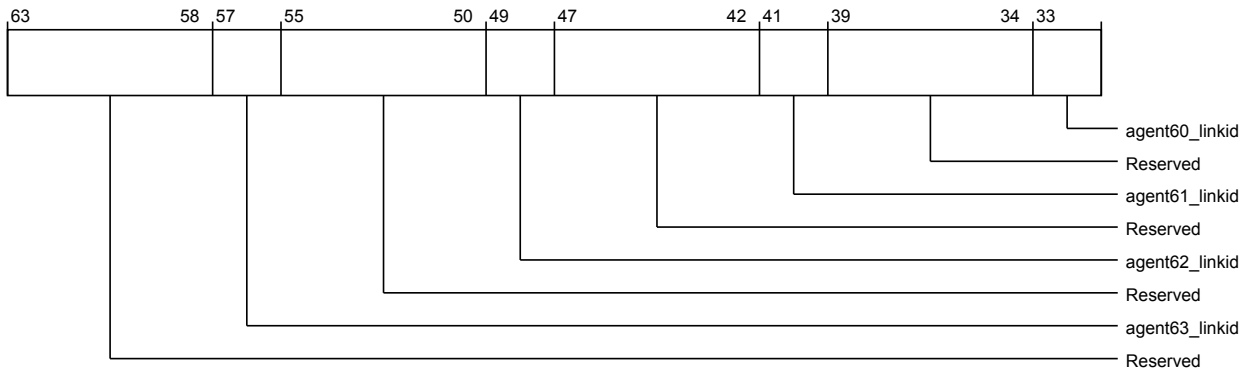 63 58 57 55 50 49 47 42 41 39 34 33
agent60_linkid
Reserved
agent61_linkid
Reserved
agent62_linkid
Reserved
agent63_linkid
Reserved